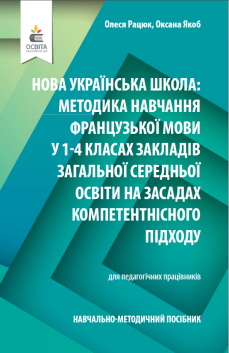 Олеся Рацюк, Оксана Якоб
ОСВІТА
НОВА УКРАЇНСЬКА ШКОЛА:
МЕТОДИКА НАВЧАННЯ
ФРАНЦУЗЬКОЇ МОВИ
У 1-4 КЛАСАХ ЗАКЛАДІВ
ЗАГАЛЬНОЇ СЕРЕДНЬОЇ
ОСВІТИ НА ЗАСАДАХ
КОМПЕТЕНТНІСНОГО
ПІДХОДУ
для педагогічних працівників
НАВЧАЛЬНО-МЕТОДИЧНИЙ ПОСІБНИК